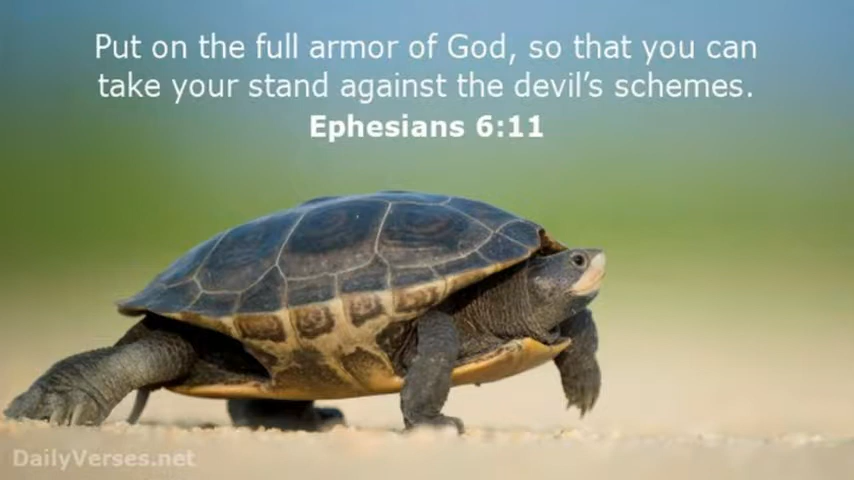 Put on the full armor of God, so that you can
take your stand against the devil’s schemes.
Ephesians 6:11
DailyVerses.net